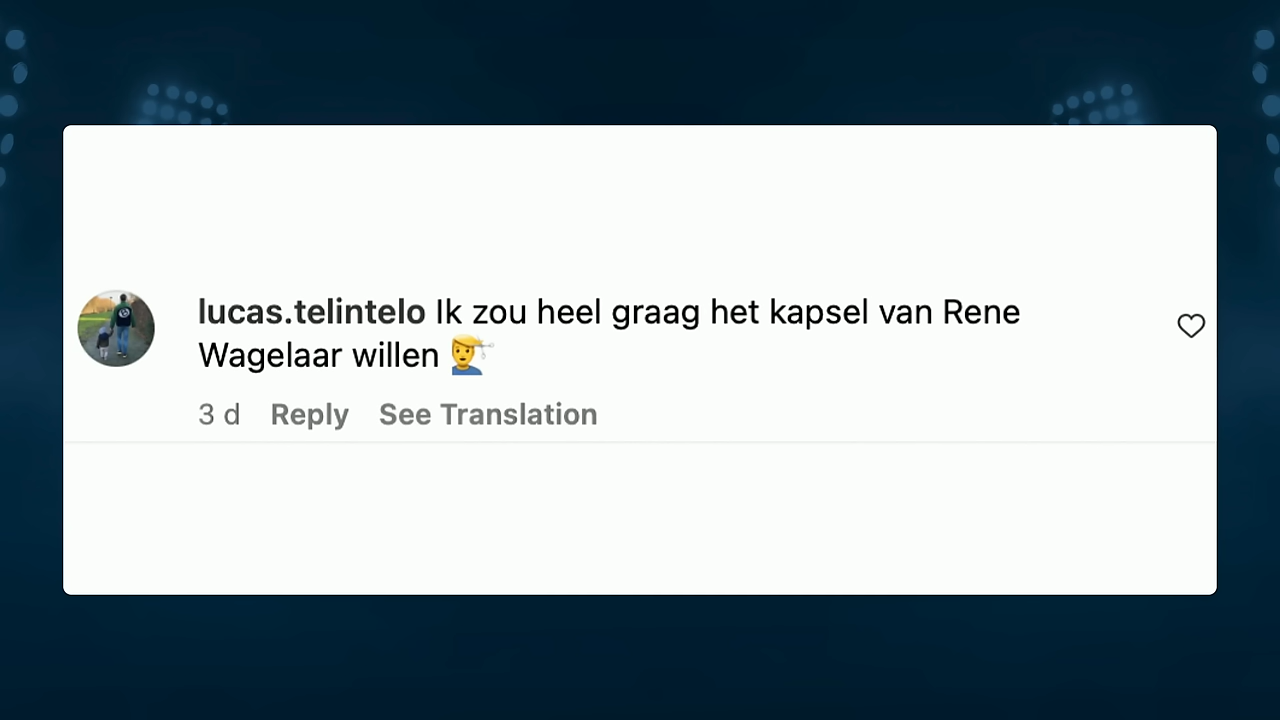 lucas.telintelo Ik zou heel graag het kapsel van Rene
Wagelaar willen 💇‍♂️
3 d Reply See Translation